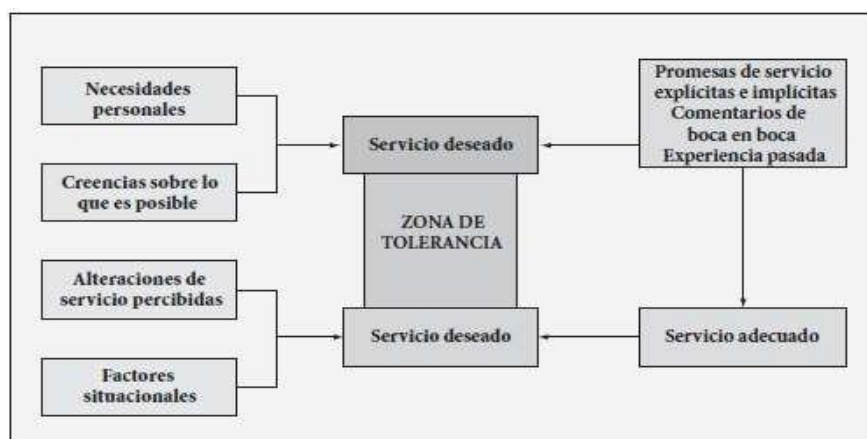 Necesidades
personales
Creencias sobre lo
que es posible
Alteraciones de
servicio percibidas
Factores
situacionales
Servicio deseado
ZONA DE
TOLERANCIA
Servicio deseado
Promesas de servicio
explícitas e implícitas
Comentarios de
boca en boca
Experiencia pasada
Servicio adecuado